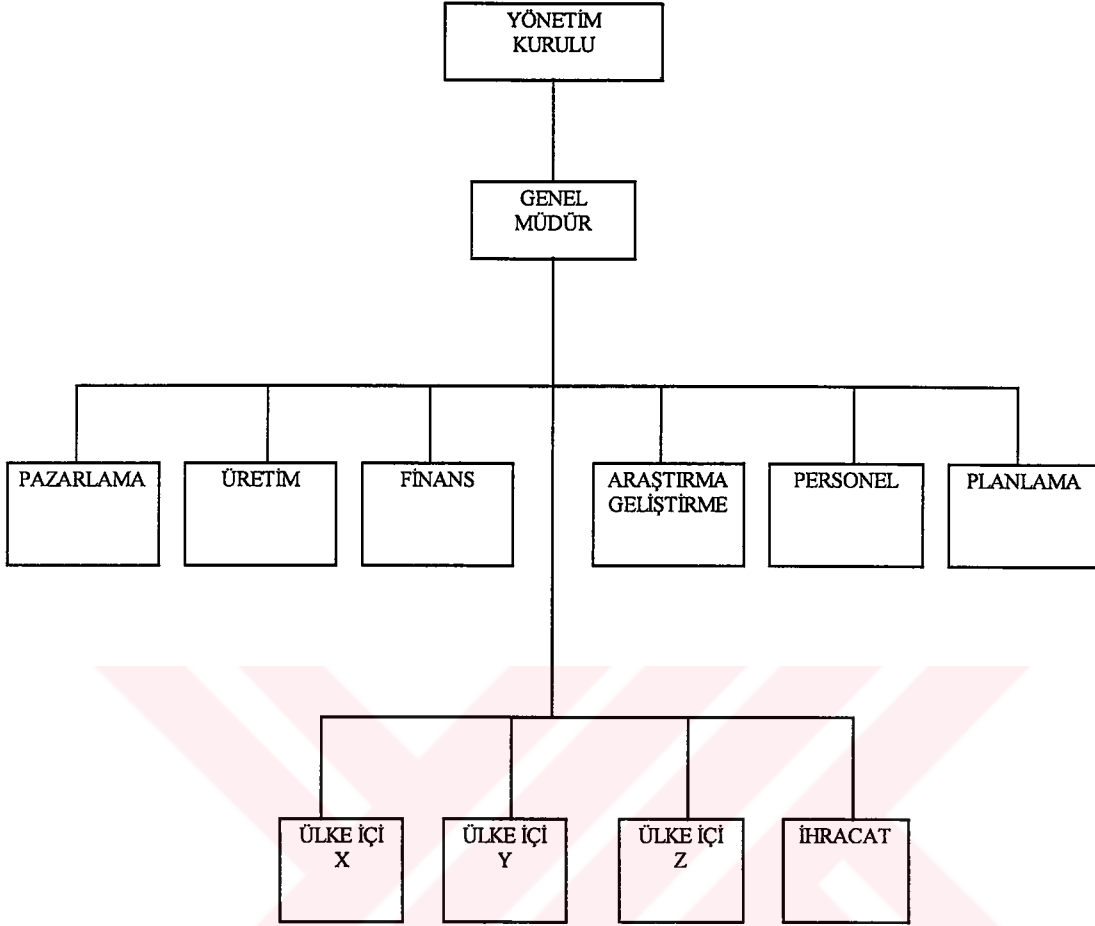 YÖNETİM
KURULU
GENEL
MÜDÜR
PAZARLAMA
ÜRETİM
FİNANS
ARAŞTIRMA
GELİŞTİRME
PERSONEL
PLANLAMA
ÜLKE İÇİ
X
ÜLKE İÇİ
Y
ÜLKE İÇİ
Z
İHRACAT